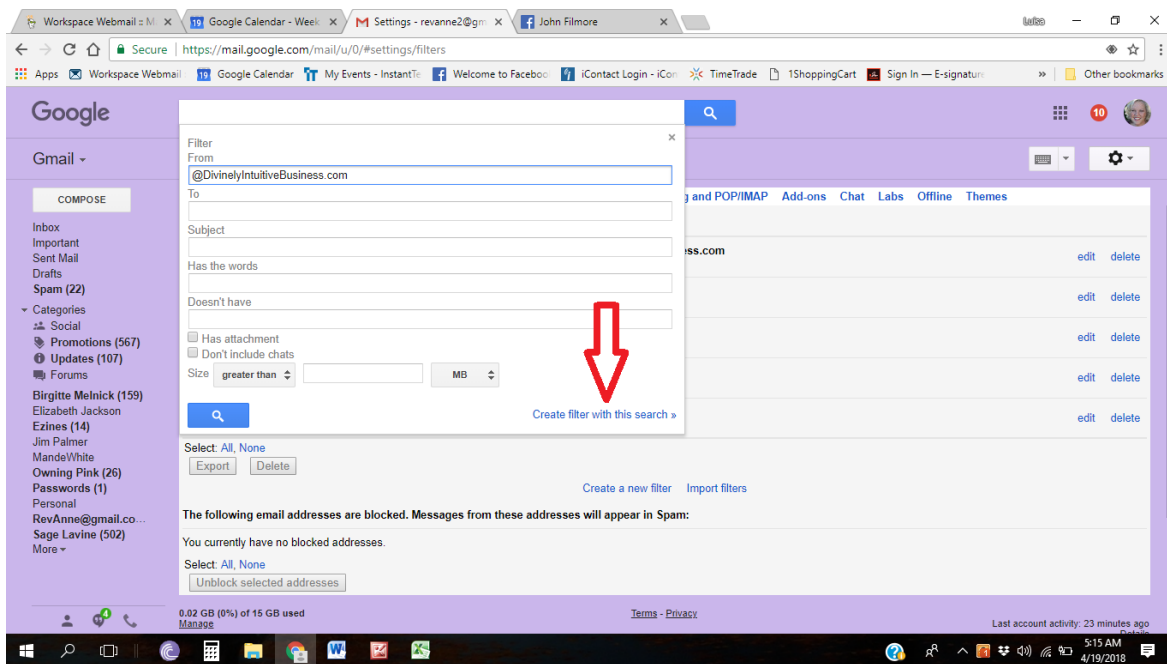 Workspace Webmail :: M
19 Google Calendar - Week
Settings - revanne2@gm
John Filmore
Luisa
Secure https://mail.google.com/mail/u/0/#settings/filters
Apps Workspace Webmail 19 Google Calendar My Events - InstantTe Welcome to Faceboo iContact Login - iCon TimeTrade 1ShoppingCart Sign In — E-signature » Other bookmarks
Google
10
Gmail
Filter
From
@DivinelyIntuitiveBusiness.com
To
Subject
Has the words
Doesn't have
Has attachment
Don't include chats
Size greater than MB
Create filter with this search »
COMPOSE
Inbox
Important
Sent Mail
Drafts
Spam (22)
Categories
Social
Promotions (567)
Updates (107)
Forums
Birgitte Melnick (159)
Elizabeth Jackson
Ezines (14)
Jim Palmer
MandeWhite
Owning Pink (26)
Passwords (1)
Personal
RevAnne@gmail.co...
Sage Lavine (502)
More
g and POP/IMAP Add-ons Chat Labs Offline Themes
ess.com
edit delete
edit delete
edit delete
edit delete
edit delete
Select: All, None
Export Delete
Create a new filter Import filters
The following email addresses are blocked. Messages from these addresses will appear in Spam:
You currently have no blocked addresses.
Select: All, None
Unblock selected addresses
4
0.02 GB (0%) of 15 GB used
Manage
Terms - Privacy
Last account activity: 23 minutes ago
Details
5:15 AM
4/19/2018